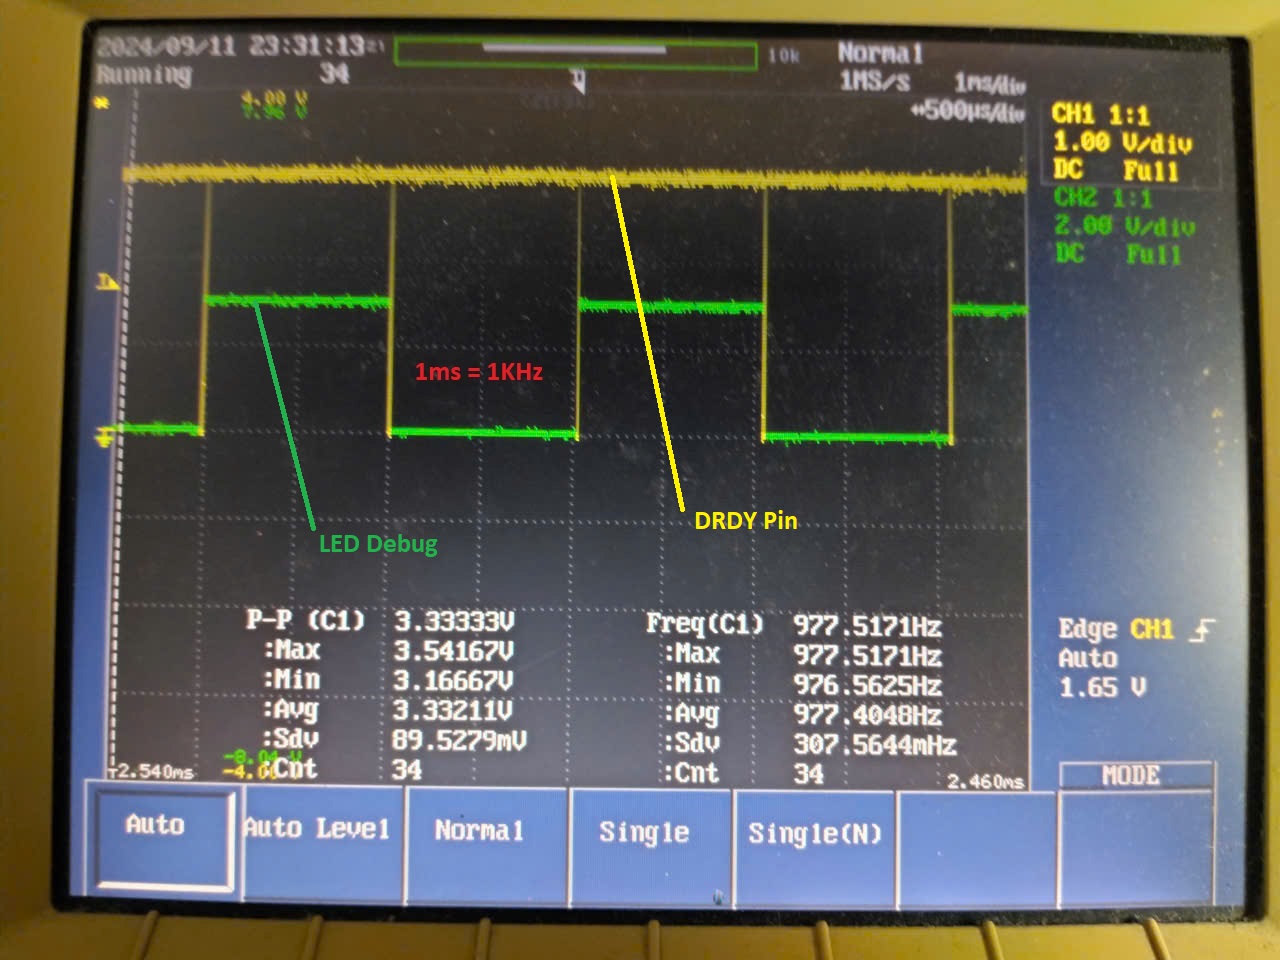 2024/09/11 23:31:13
10k
Normal
Running
34
1MS/s 1ms/div
↔500µs/div
4.00 V
7.96 V
CH1 1:1
1.00 V/div
DC Full
CH2 1:1
2.00 V/div
DC Full
1ms = 1KHz
DRDY Pin
LED Debug
P-P (C1) 3.33333V Freq(C1) 977.5171Hz
:Max 3.54167V :Max 977.5171Hz
:Min 3.16667V :Min 976.5625Hz
:Avg 3.33211V :Avg 977.4048Hz
:Sdv 89.5279mV :Sdv 307.5644mHz
:Cnt 34 :Cnt 34
Edge CH1
Auto
1.65 V
-8.04 V
-4.00
-2.540ms
2.460ms
MODE
Auto
Auto Level
Normal
Single
Single(N)